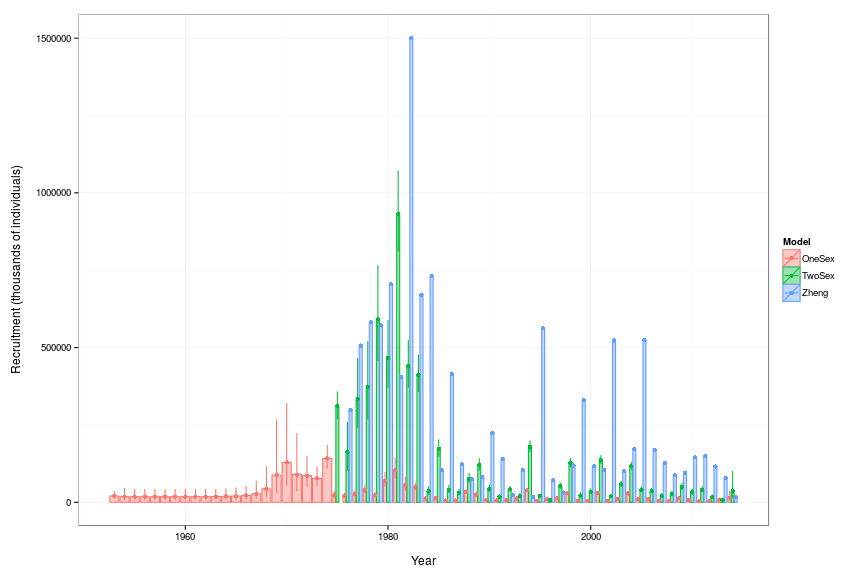 1500000
1000000
500000
0
Recruitment (thousands of individuals)
1960
1980
2000
Year
Model
OneSex
TwoSex
Zheng